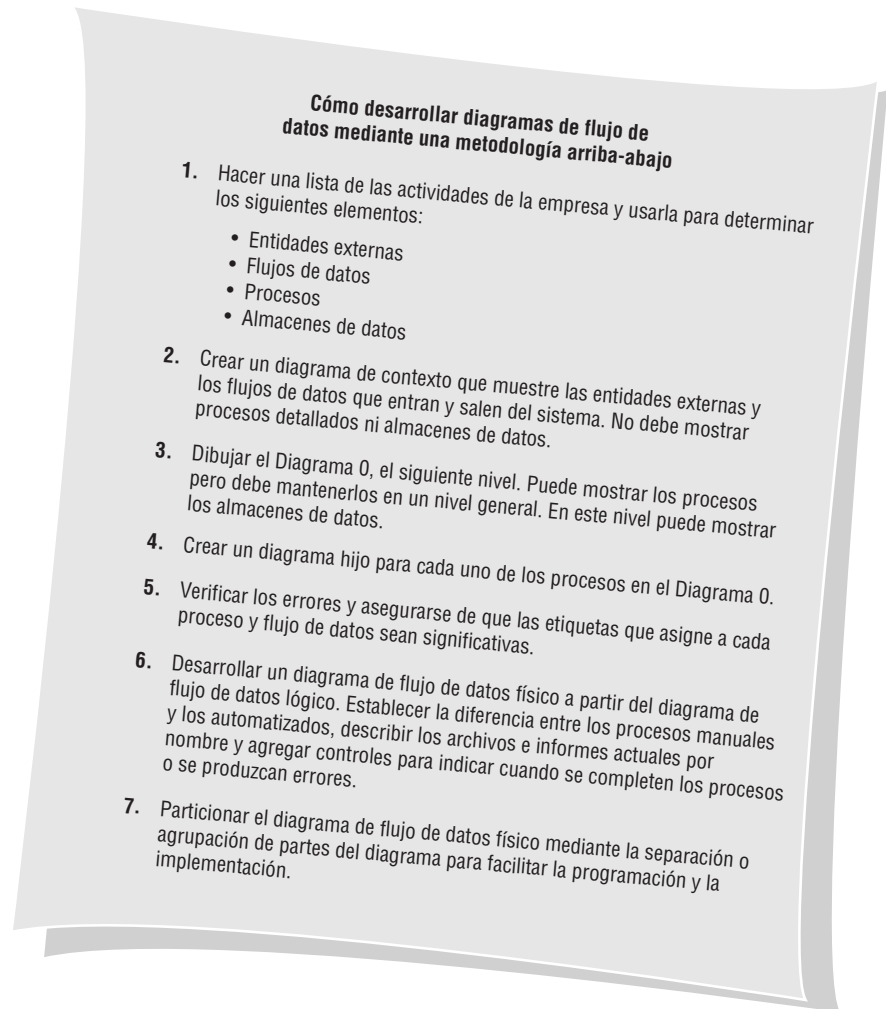 Cómo desarrollar diagramas de flujo de
datos mediante una metodología arriba-abajo
1. Hacer una lista de las actividades de la empresa y usarla para determinar
los siguientes elementos:
• Entidades externas
• Flujos de datos
• Procesos
• Almacenes de datos
2. Crear un diagrama de contexto que muestre las entidades externas y
los flujos de datos que entran y salen del sistema. No debe mostrar
procesos detallados ni almacenes de datos.
3. Dibujar el Diagrama 0, el siguiente nivel. Puede mostrar los procesos
pero debe mantenerlos en un nivel general. En este nivel puede mostrar
los almacenes de datos.
4. Crear un diagrama hijo para cada uno de los procesos en el Diagrama 0.
5. Verificar los errores y asegurarse de que las etiquetas que asigne a cada
proceso y flujo de datos sean significativas.
6. Desarrollar un diagrama de flujo de datos físico a partir del diagrama de
flujo de datos lógico. Establecer la diferencia entre los procesos manuales
y los automatizados, describir los archivos e informes actuales por
nombre y agregar controles para indicar cuando se completen los procesos
o se produzcan errores.
7. Particionar el diagrama de flujo de datos físico mediante la separación o
agrupación de partes del diagrama para facilitar la programación y la
implementación.